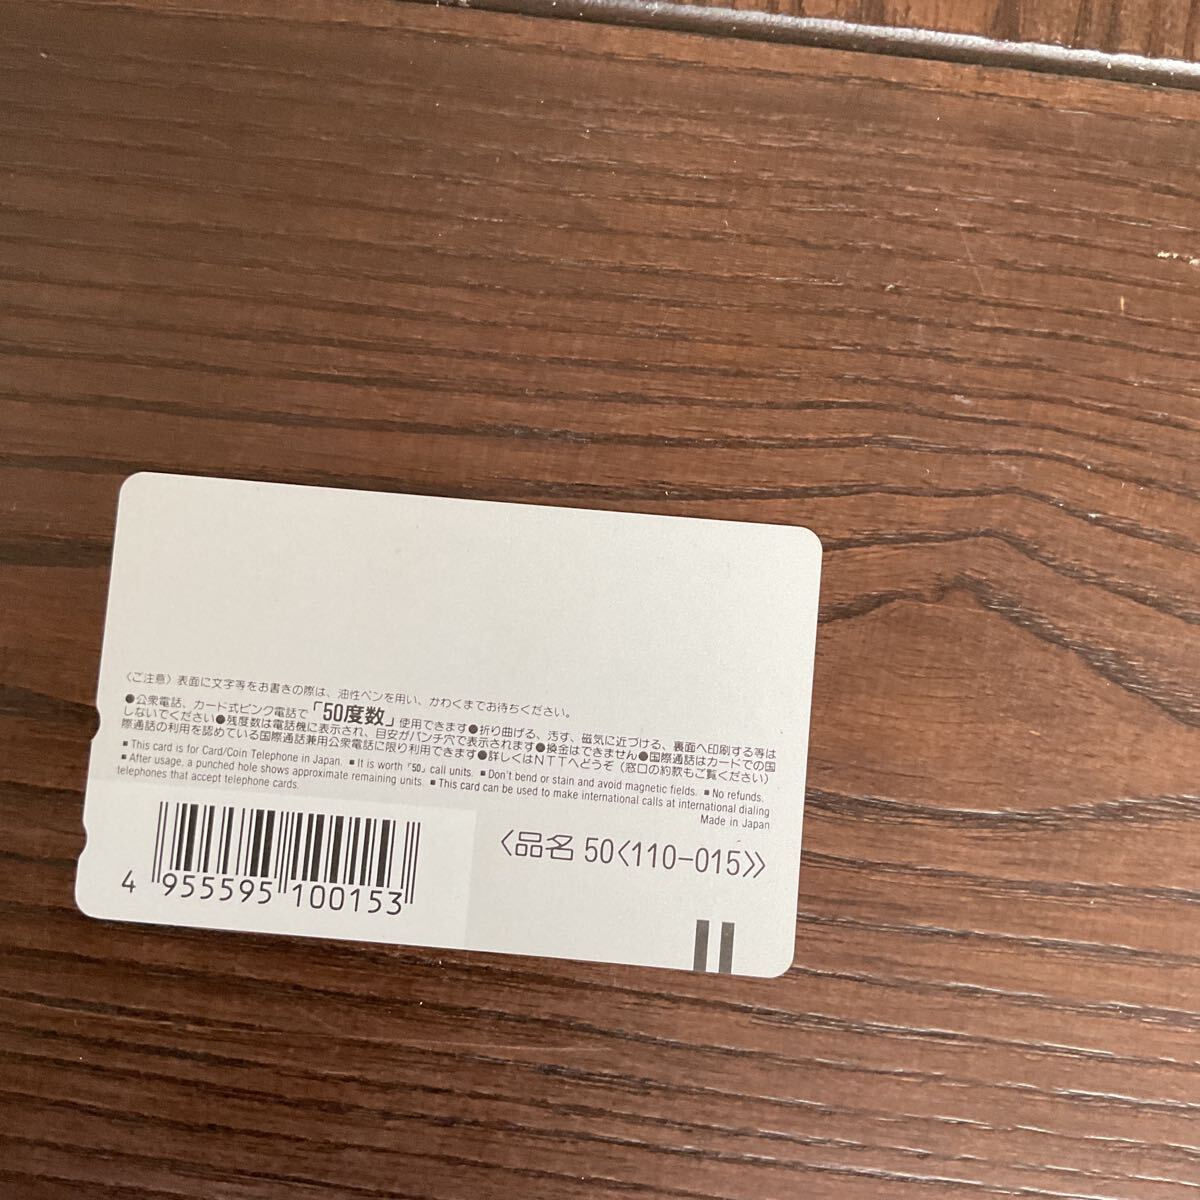 〈ご注意〉表面に文字等をお書きの際は、油性ペンを用い、かわくまでお待ちください。
●公衆電話、カード式ピンク電話で「50度数」使用できます●折り曲げる、汚す、磁気に近づける、裏面へ印刷する等は
しないでください●残度数は電話機に表示され、目安がパンチ穴で表示されます●換金はできません●国際通話はカードでの国
際通話の利用を認めている国際通話兼用公衆電話に限り利用できます●詳しくはNTTへどうぞ（窓口の約款もご覧ください）
■ This card is for Card/Coin Telephone in Japan. ■ It is worth「50」call units. ■ Don't bend or stain and avoid magnetic fields. ■ No refunds.
■ After usage, a punched hole shows approximate remaining units. ■ This card can be used to make international calls at international dialing
telephones that accept telephone cards.
Made in Japan
〈品名 50〈110-015〉〉
4 955595 100153